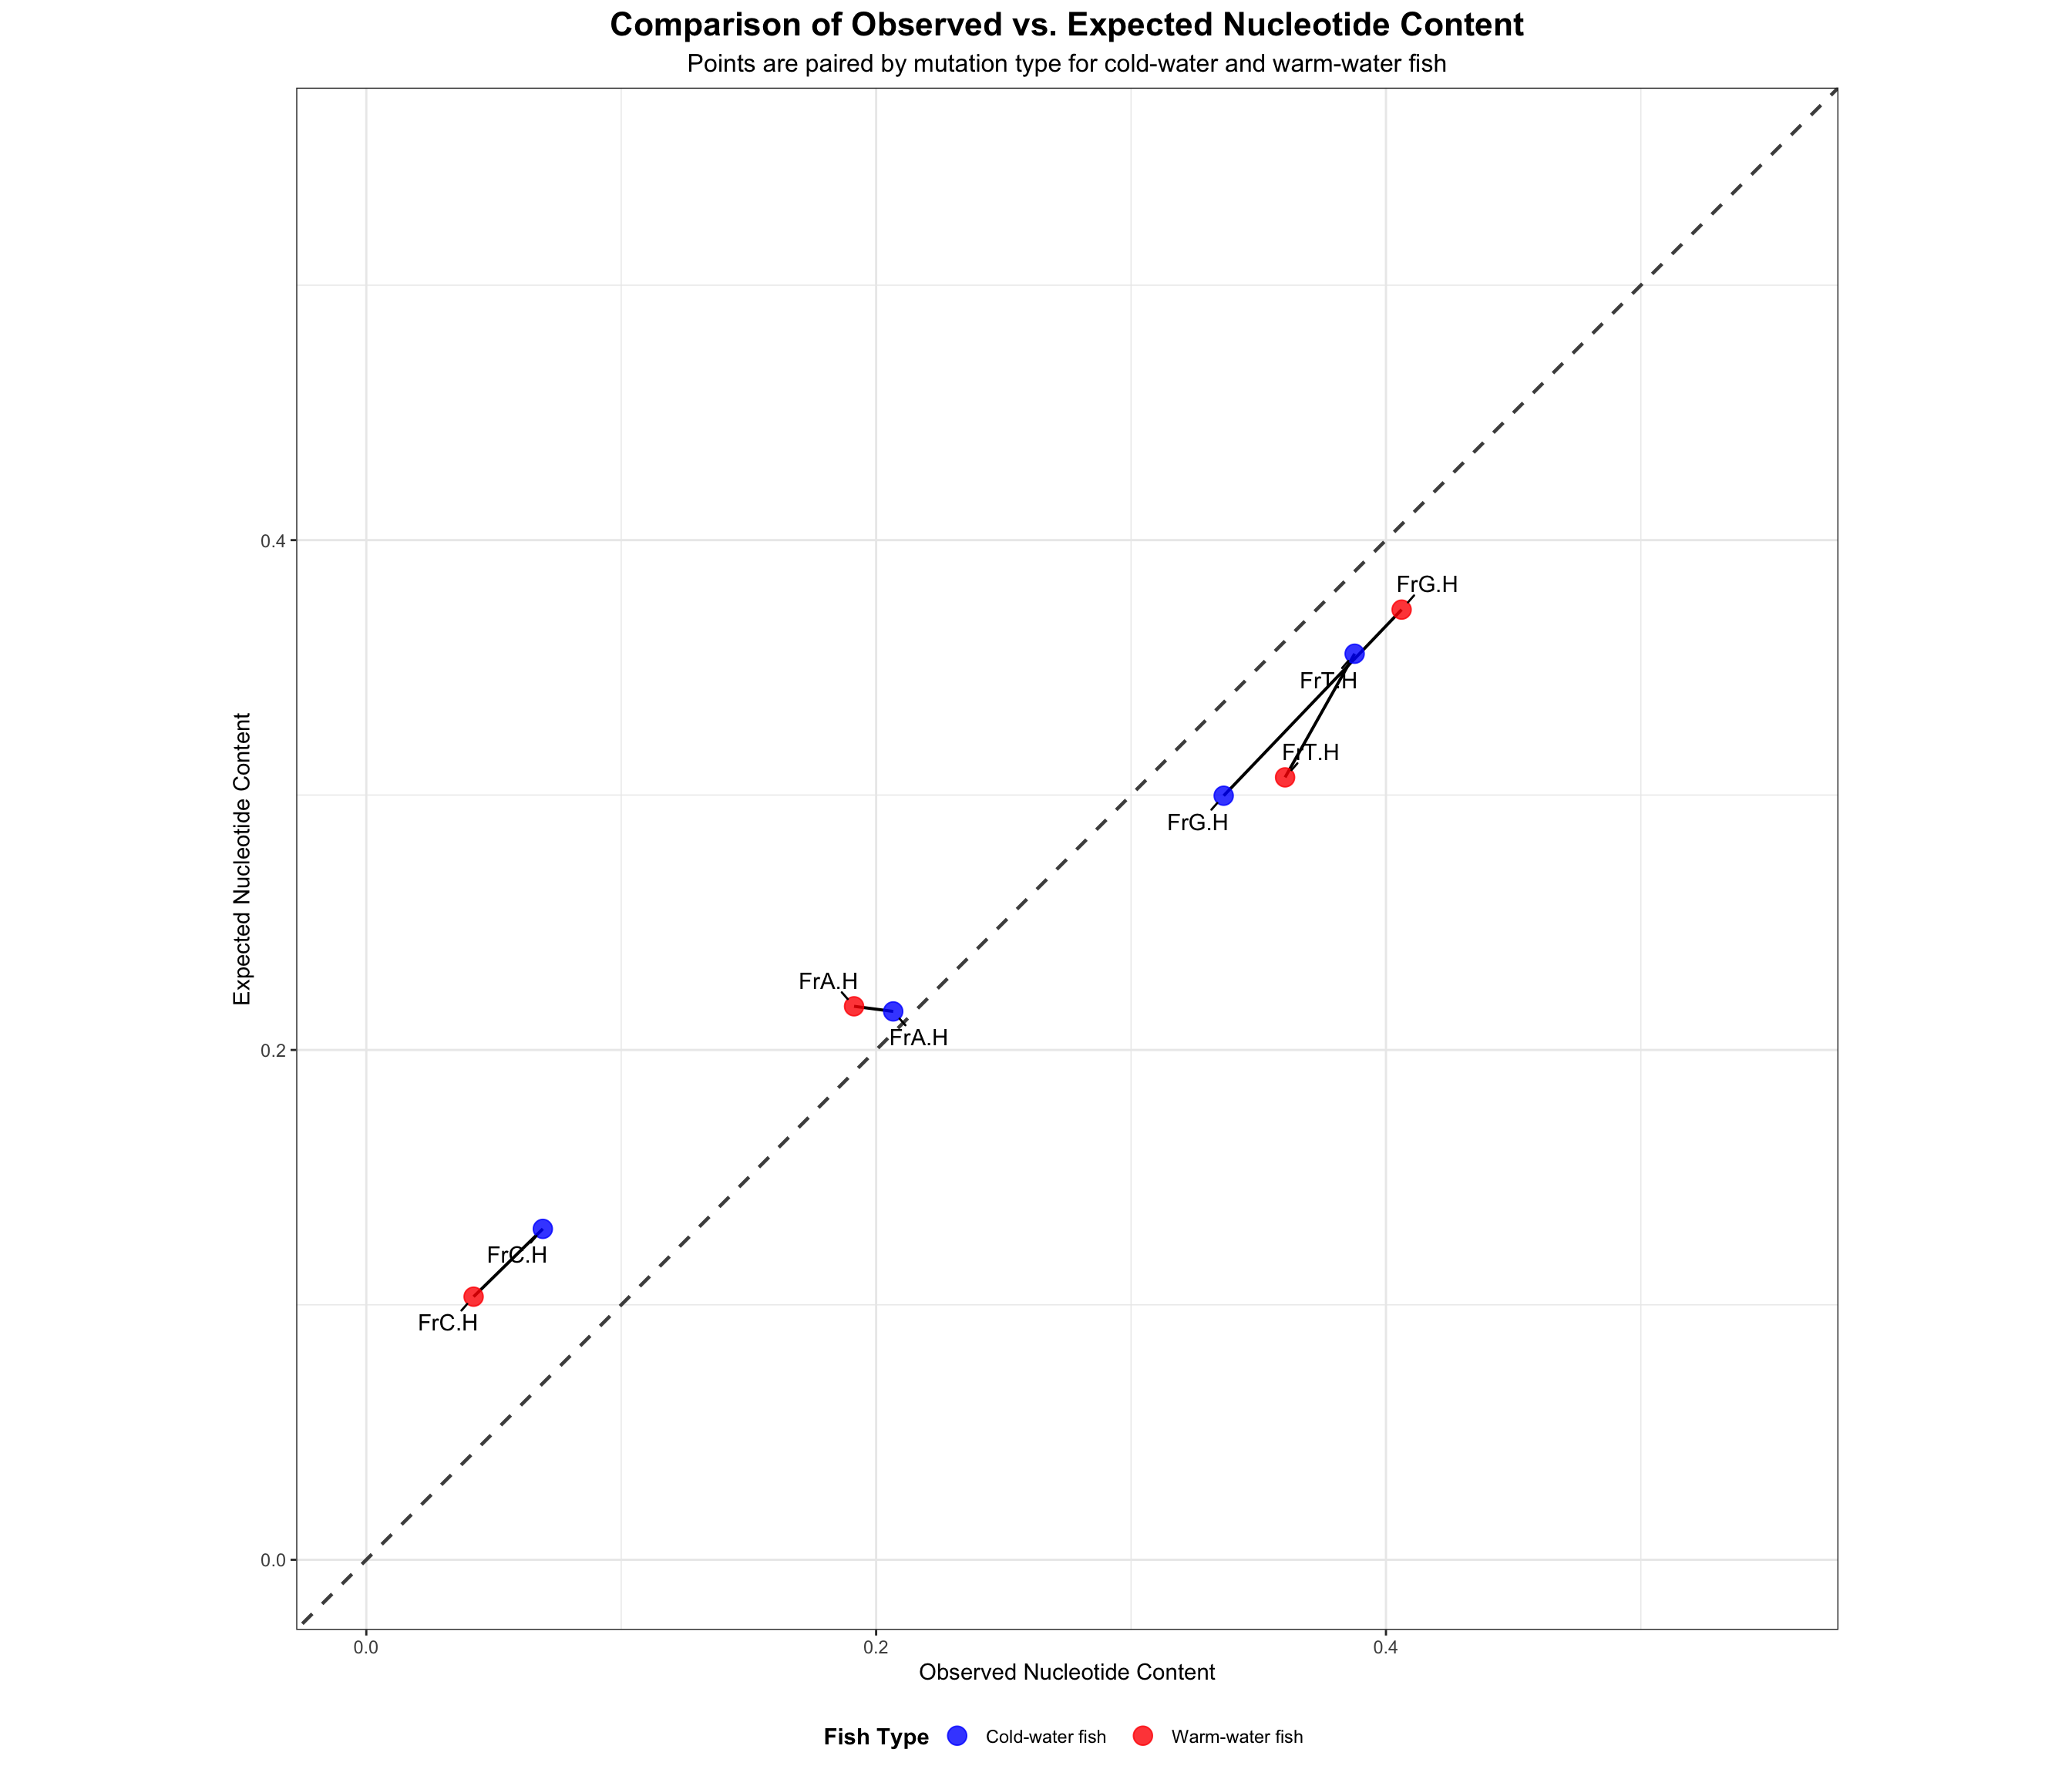 Comparison of Observed vs. Expected Nucleotide Content
Points are paired by mutation type for cold-water and warm-water fish
Expected Nucleotide Content
0.4
0.2
0.0
FrG.H
FrT.H
FrT.H
FrG.H
FrA.H
FrA.H
FrC.H
FrC.H
0.0
0.2
0.4
Observed Nucleotide Content
Fish Type Cold-water fish Warm-water fish